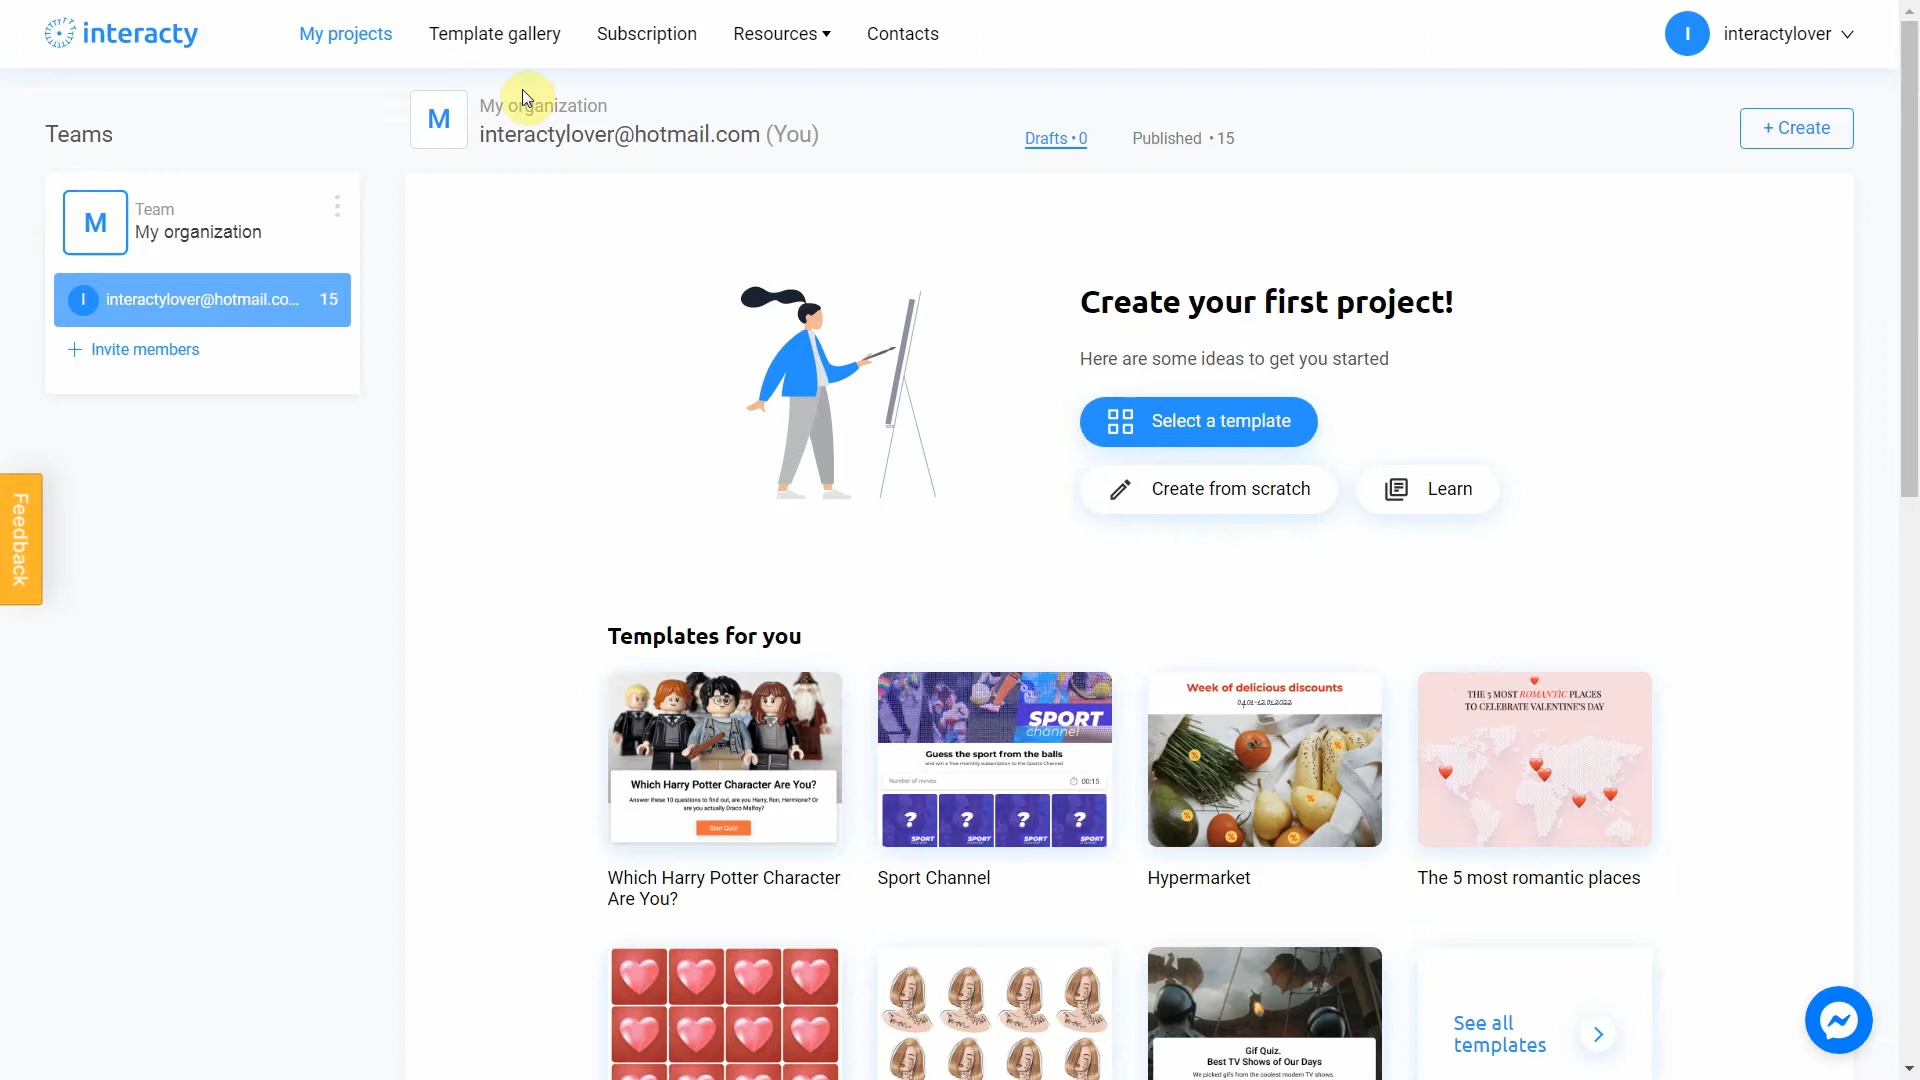 interacty
My projects
Template gallery
Subscription
Resources
Contacts
I
interactylover
Teams
M
My organization
interactylover@hotmail.com (You)
Drafts • 0
Published • 15
+ Create
M
Team
My organization
I
interactylover@hotmail.co...
15
+ Invite members
Feedback
Create your first project!
Here are some ideas to get you started
Select a template
Create from scratch
Learn
Templates for you
Which Harry Potter Character Are You?
Answer these 10 questions to find out, are you Harry, Ron, Hermione? Or
are you actually Draco Malfoy?
Start Quiz!
Which Harry Potter Character
Are You?
SPORT
channel
Guess the sport from the balls
and win a free monthly subscription to the Sports Channel
Number of moves
00:15
? ? ? ?
SPORT SPORT SPORT SPORT
Sport Channel
Week of delicious discounts
04.01-12.01.2022
% % % % % %
Hypermarket
THE 5 MOST ROMANTIC PLACES
TO CELEBRATE VALENTINE'S DAY
The 5 most romantic places
Gif Quiz.
Best TV Shows of Our Days
We picked gifs from the coolest modern TV shows.
See all
templates